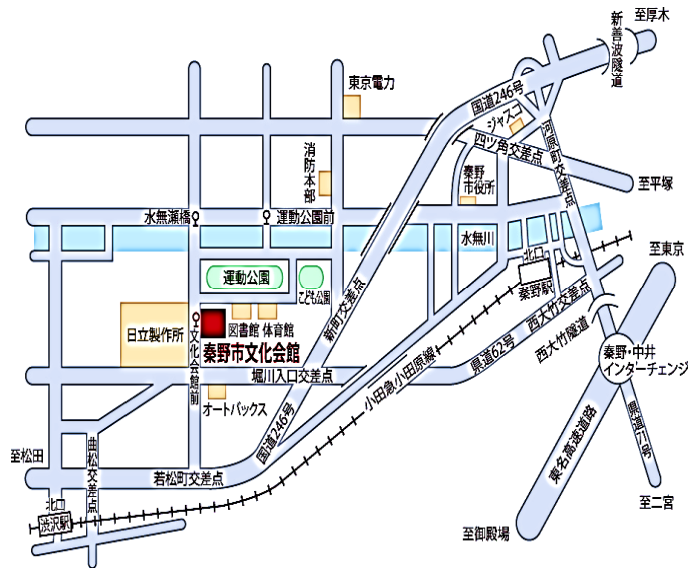 至厚木
新善波隧道
東京電力
国道246号
ジャスコ
四ツ角交差点
河原町交差点
消防本部
秦野
市役所
至平塚
水無瀬橋
運動公園前
水無川
北口
秦野駅
至東京
運動公園
こども公園
新町交差点
西大竹交差点
西大竹隧道
日立製作所
文化会館前
図書館
体育館
秦野市文化会館
秦野・中井
インターチェンジ
堀川入口交差点
小田急小田原線
県道62号
オートバックス
国道246号
県道71号
東名高速道路
至松田
曲松交差点
若松町交差点
北口
渋沢駅
至御殿場
至二宮